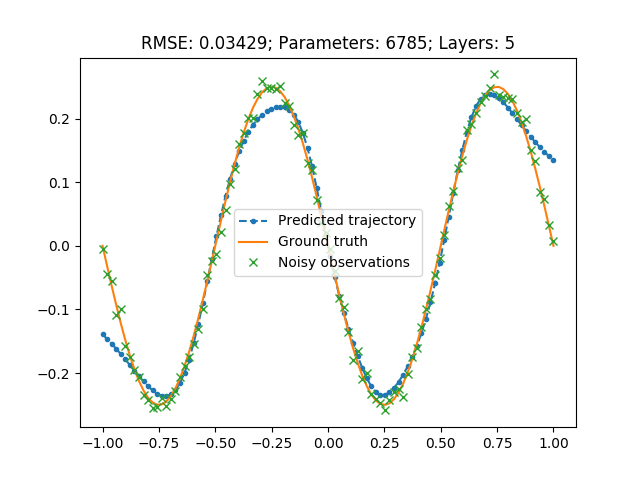 RMSE: 0.03429; Parameters: 6785; Layers: 5
0.2
0.1
0.0
−0.1
−0.2
Predicted trajectory
Ground truth
Noisy observations
−1.00 −0.75 −0.50 −0.25 0.00 0.25 0.50 0.75 1.00